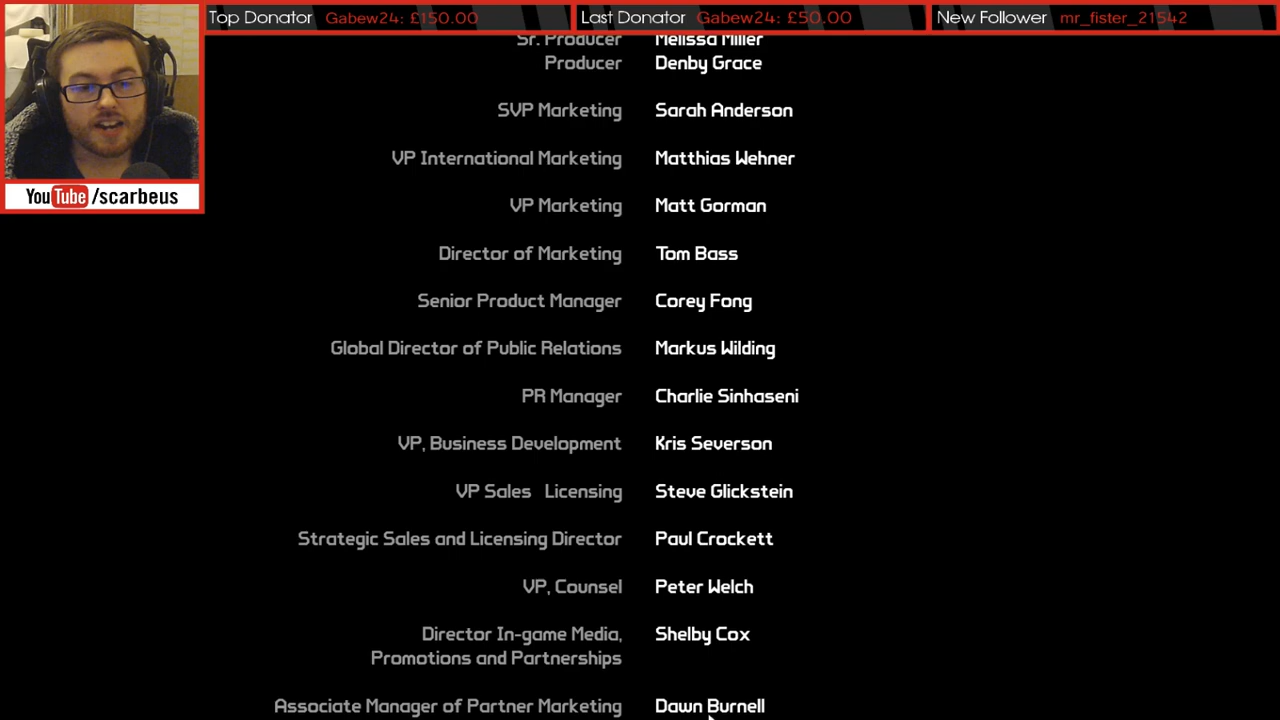 Top Donator Gabew24: £150.00 Last Donator Gabew24: £50.00 New Follower mr_fister_21542
Sr. Producer Melissa Miller
Producer Denby Grace
SVP Marketing Sarah Anderson
VP International Marketing Matthias Wehner
YouTube /scarbeus
VP Marketing Matt Gorman
Director of Marketing Tom Bass
Senior Product Manager Corey Fong
Global Director of Public Relations Markus Wilding
PR Manager Charlie Sinhaseni
VP, Business Development Kris Severson
VP Sales Licensing Steve Glickstein
Strategic Sales and Licensing Director Paul Crockett
VP, Counsel Peter Welch
Director In-game Media, Shelby Cox
Promotions and Partnerships
Associate Manager of Partner Marketing Dawn Burnell